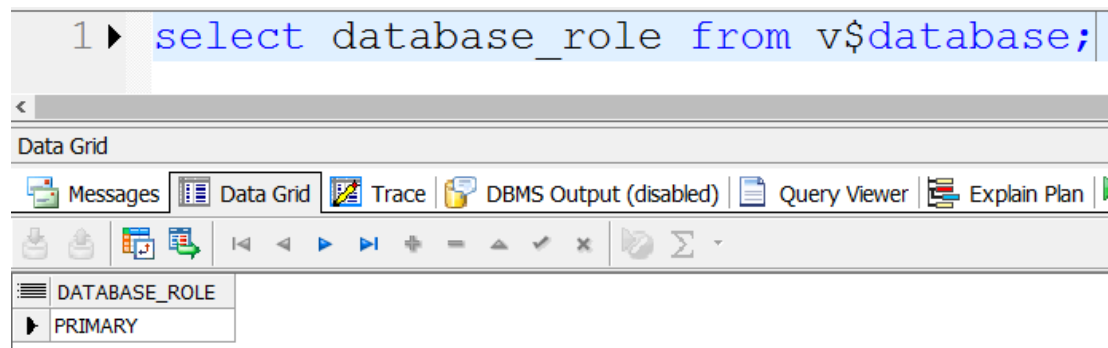 1 select database_role from v$database;
Data Grid
Messages Data Grid Trace DBMS Output (disabled) Query Viewer Explain Plan
DATABASE_ROLE
PRIMARY